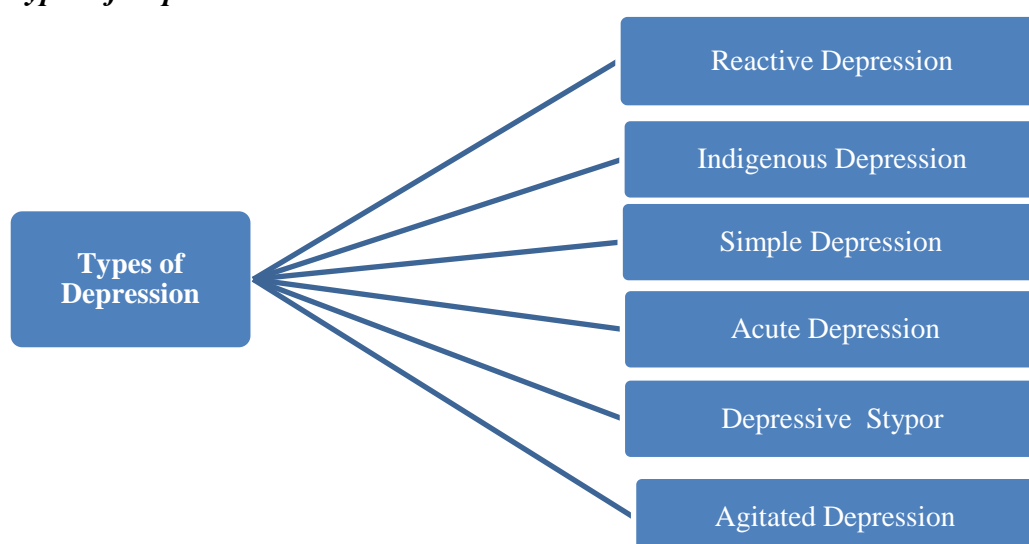 Reactive Depression
Indigenous Depression
Simple Depression
Types of
Depression
Acute Depression
Depressive Stypor
Agitated Depression